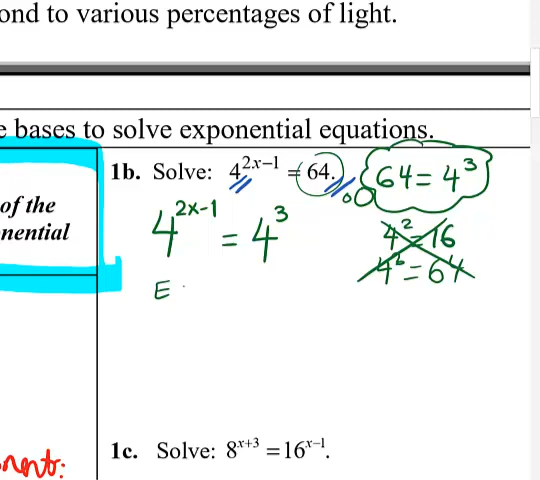 ond to various percentages of light.
e bases to solve exponential equations.
of the
nential
1b. Solve: 4^{2x−1} = 64.
64 = 4^3
4^{2x-1} = 4^3
4^2 = 16
4^6 = 64
E
1c. Solve: 8^{x+3} = 16^{x−1}.
nent: